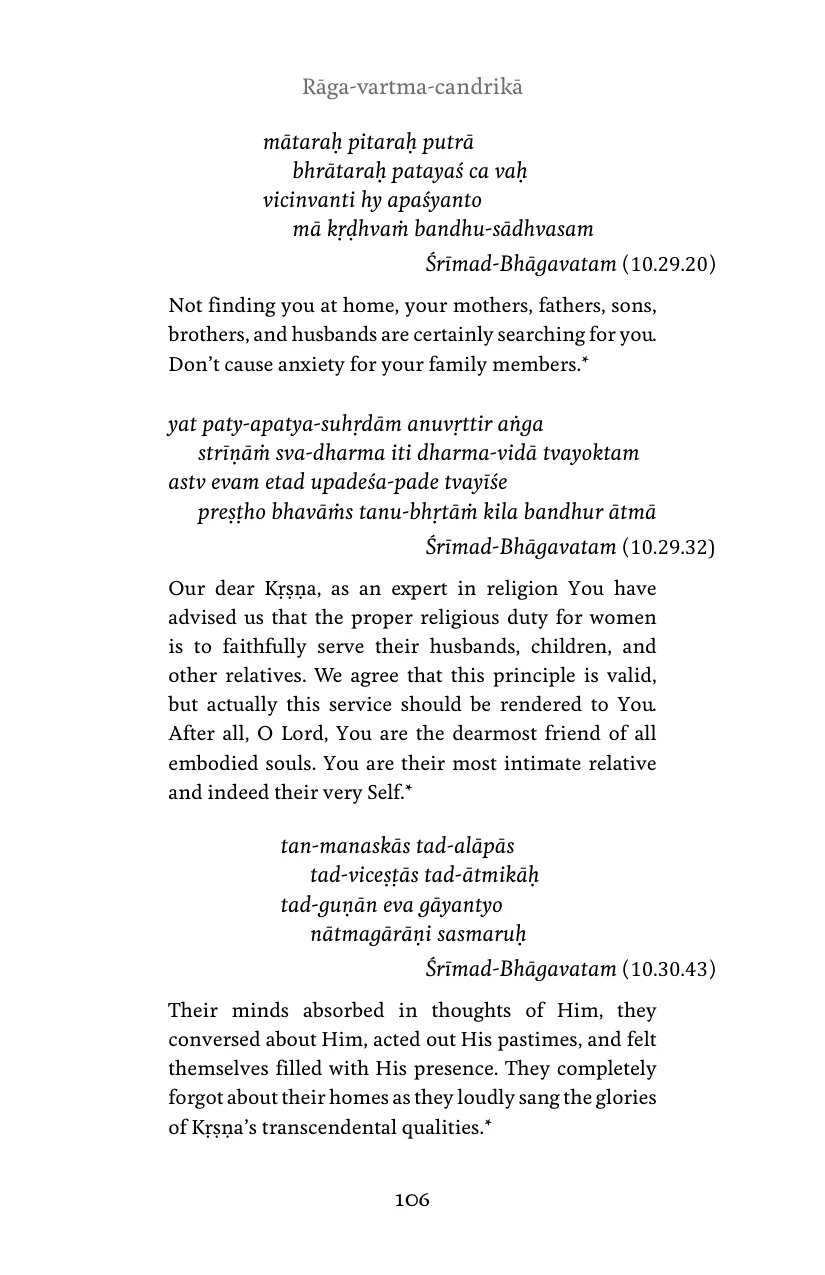 Rāga-vartma-candrikā
mātaraḥ pitaraḥ putrā
bhrātaraḥ patayaś ca vaḥ
vicinvanti hy apaśyanto
mā kṛḍhvaṁ bandhu-sādhvasam
Śrīmad-Bhāgavatam (10.29.20)
Not finding you at home, your mothers, fathers, sons,
brothers, and husbands are certainly searching for you.
Don’t cause anxiety for your family members.*
yat paty-apatya-suhṛdām anuvṛttir aṅga
strīṇāṁ sva-dharma iti dharma-vidā tvayoktam
astv evam etad upadeśa-pade tvayīśe
preṣṭho bhavāṁs tanu-bhṛtāṁ kila bandhur ātmā
Śrīmad-Bhāgavatam (10.29.32)
Our dear Kṛṣṇa, as an expert in religion You have
advised us that the proper religious duty for women
is to faithfully serve their husbands, children, and
other relatives. We agree that this principle is valid,
but actually this service should be rendered to You.
After all, O Lord, You are the dearmost friend of all
embodied souls. You are their most intimate relative
and indeed their very Self.*
tan-manaskās tad-alāpās
tad-viceṣṭās tad-ātmikāḥ
tad-guṇān eva gāyantyo
nātmagārāṇi sasmaruḥ
Śrīmad-Bhāgavatam (10.30.43)
Their minds absorbed in thoughts of Him, they
conversed about Him, acted out His pastimes, and felt
themselves filled with His presence. They completely
forgot about their homes as they loudly sang the glories
of Kṛṣṇa’s transcendental qualities.*
106